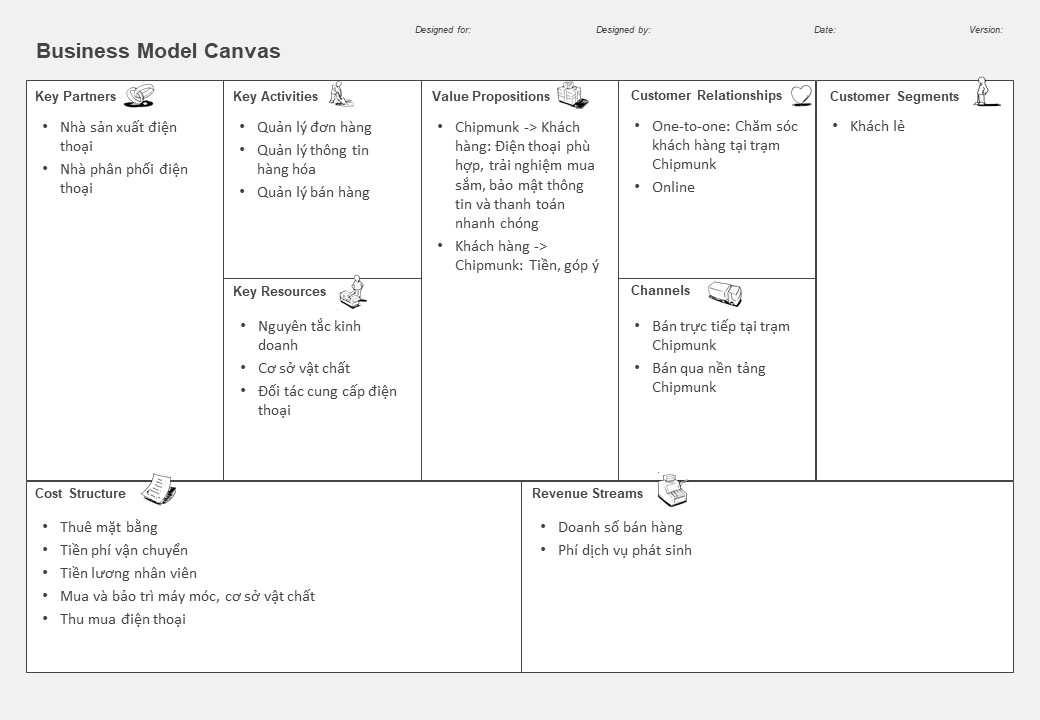 Designed for: Designed by: Date: Version:
Business Model Canvas
Key Partners
• Nhà sản xuất điện
thoại
• Nhà phân phối điện
thoại
Key Activities
• Quản lý đơn hàng
• Quản lý thông tin
hàng hóa
• Quản lý bán hàng
Key Resources
• Nguyên tắc kinh
doanh
• Cơ sở vật chất
• Đối tác cung cấp điện
thoại
Value Propositions
• Chipmunk -> Khách
hàng: Điện thoại phù
hợp, trải nghiệm mua
sắm, bảo mật thông
tin và thanh toán
nhanh chóng
• Khách hàng ->
Chipmunk: Tiền, góp ý
Customer Relationships
• One-to-one: Chăm sóc
khách hàng tại trạm
Chipmunk
• Online
Channels
• Bán trực tiếp tại trạm
Chipmunk
• Bán qua nền tảng
Chipmunk
Customer Segments
• Khách lẻ
Cost Structure
• Thuê mặt bằng
• Tiền phí vận chuyển
• Tiền lương nhân viên
• Mua và bảo trì máy móc, cơ sở vật chất
• Thu mua điện thoại
Revenue Streams
• Doanh số bán hàng
• Phí dịch vụ phát sinh